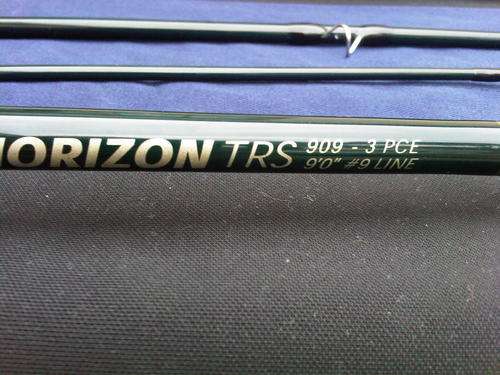 HORIZON TRS 909 - 3 PCE
9'0" #9 LINE